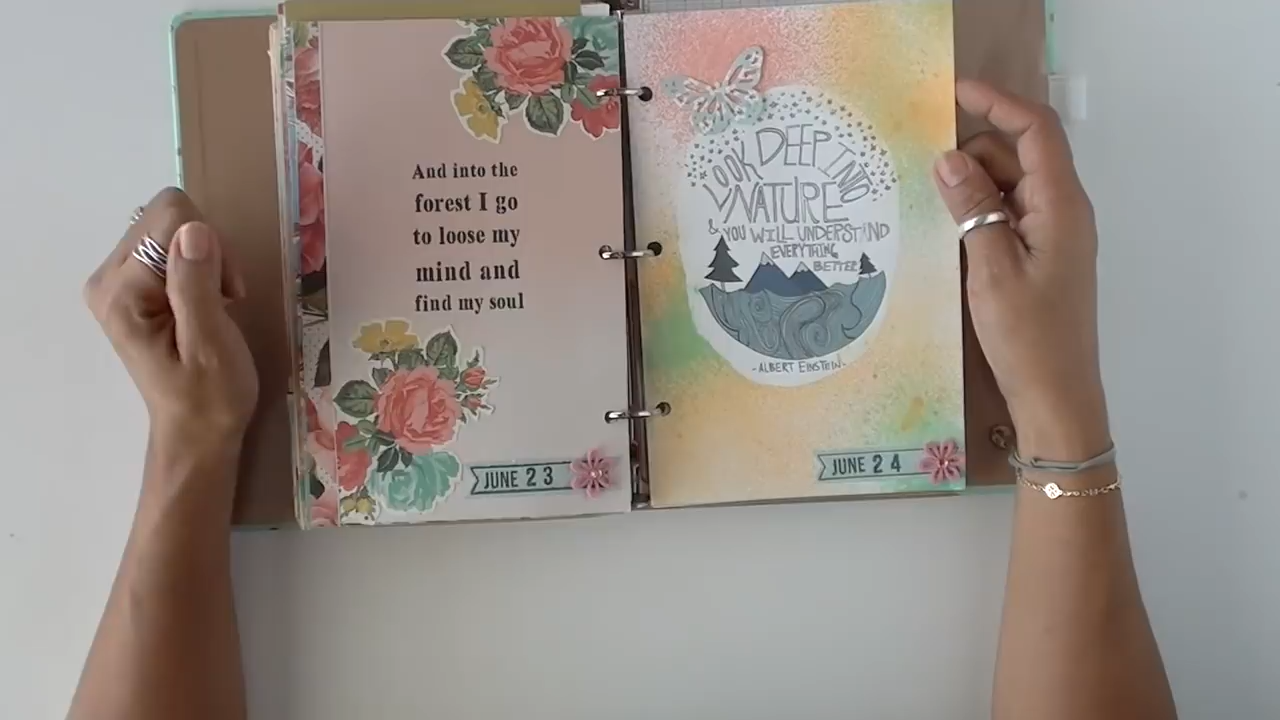 And into the
forest I go
to loose my
mind and
find my soul
JUNE 23
LOOK DEEP INTO
NATURE
& YOU WILL UNDERSTAND
EVERYTHING
BETTER
-ALBERT EINSTEIN-
JUNE 24